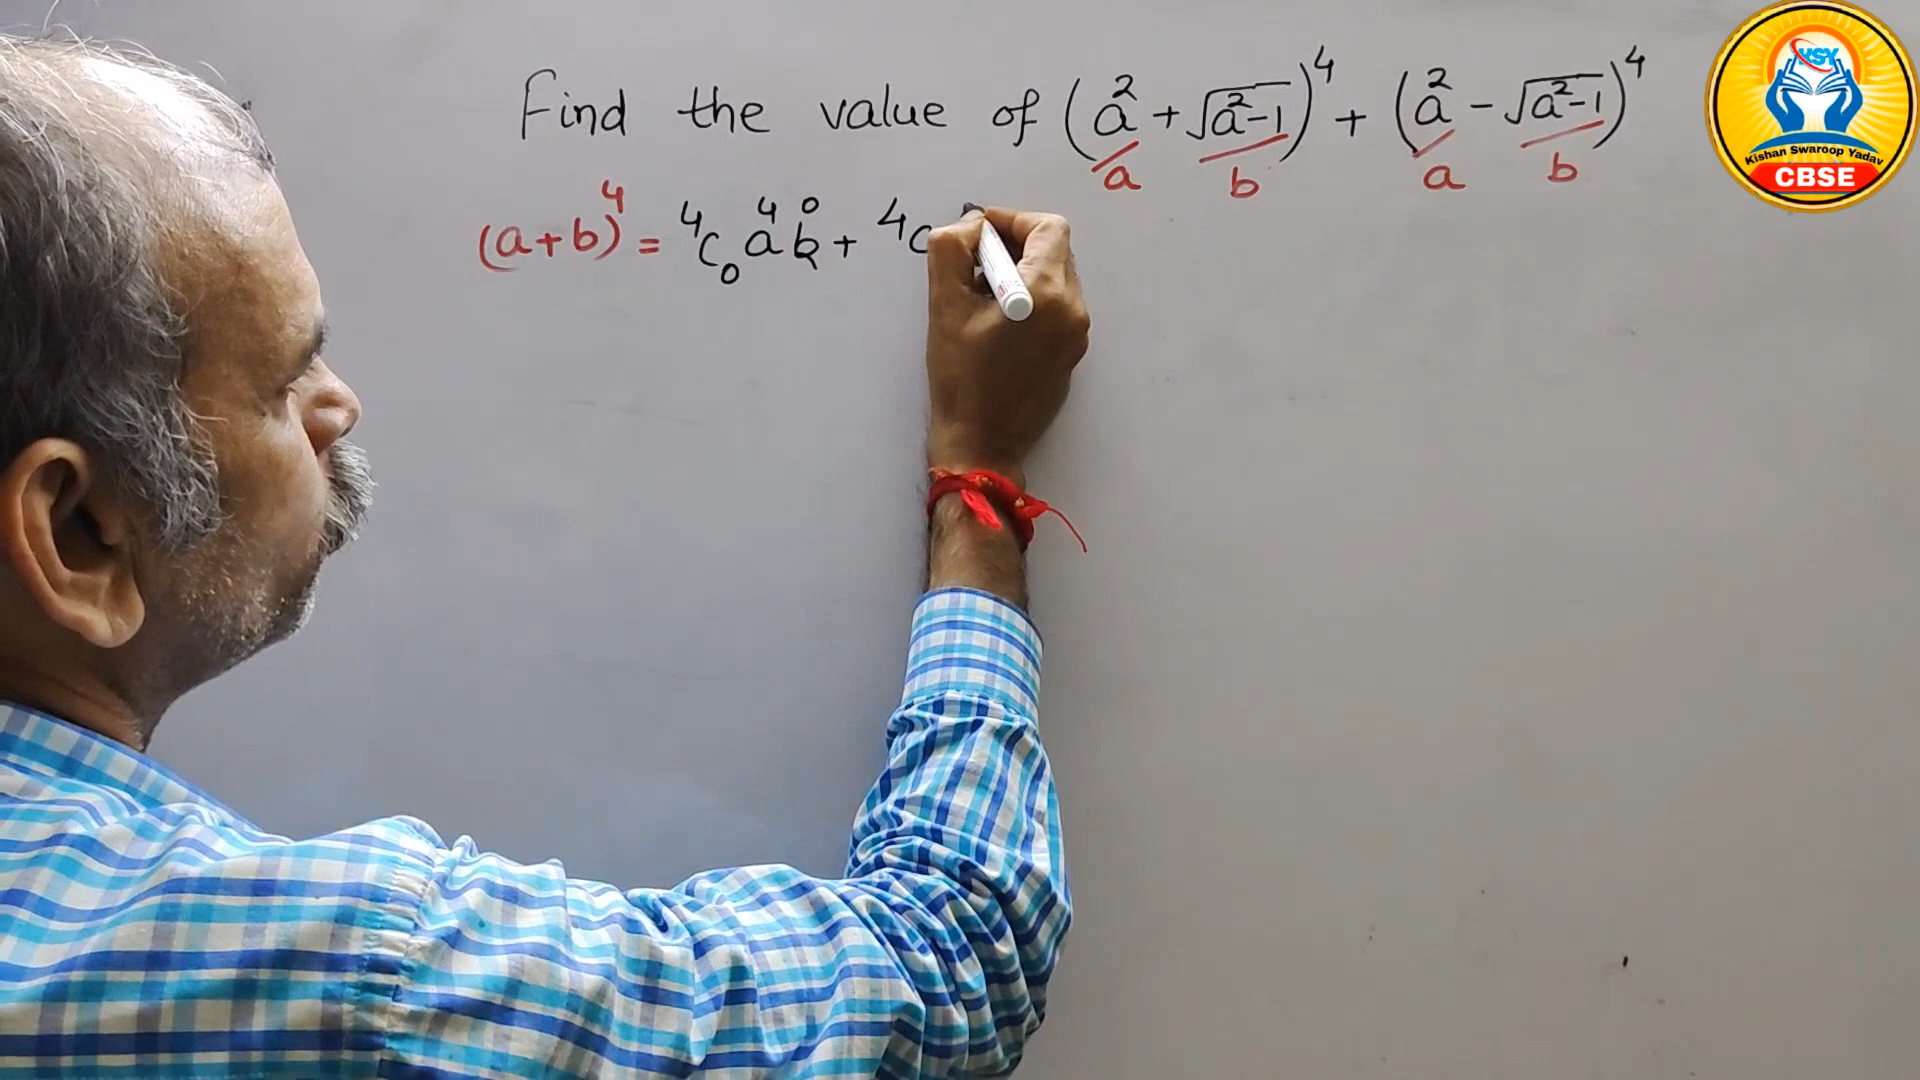 Find the value of (a² + √(a²-1))⁴ + (a² - √(a²-1))⁴
a b a b
(a+b)⁴ = ⁴C₀ a⁴ b⁰ + ⁴C
KSY
Kishan Swaroop Yadav
CBSE